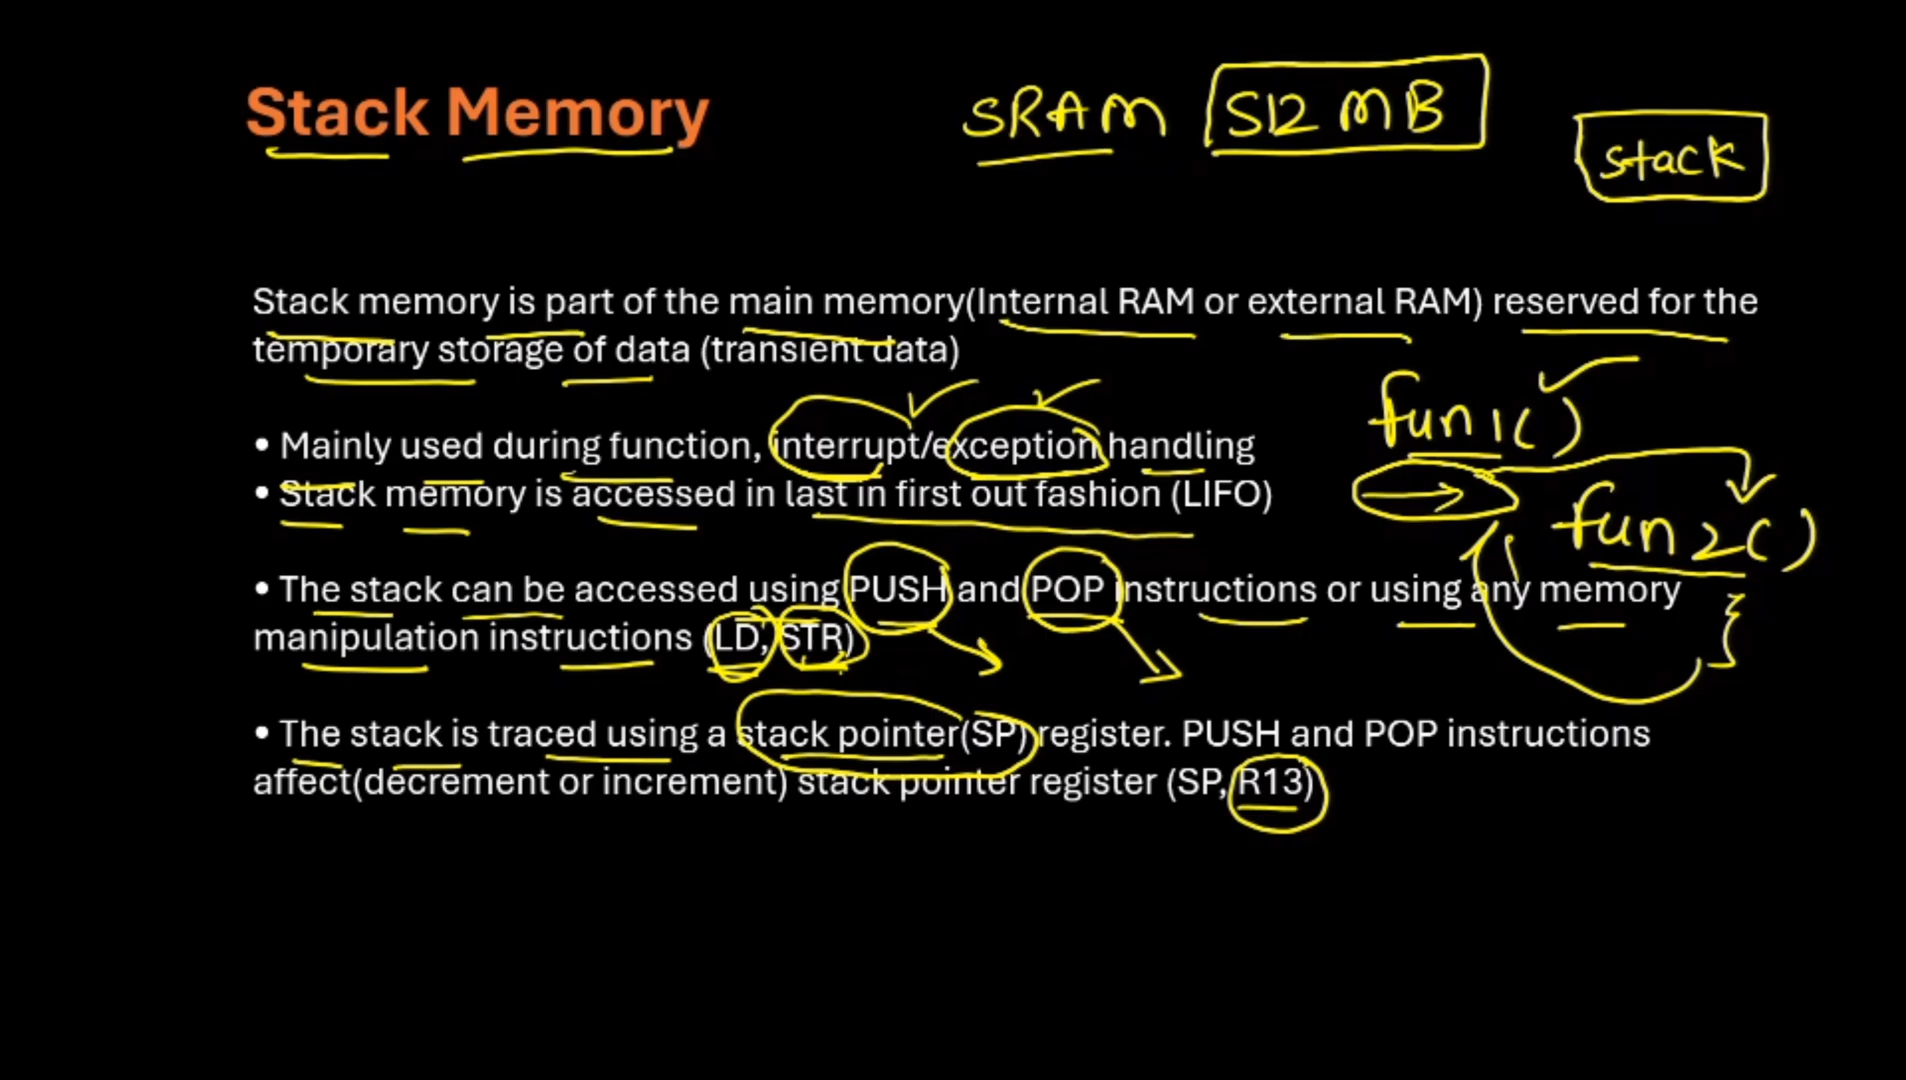 Stack Memory
SRAM 512 MB
stack
Stack memory is part of the main memory(Internal RAM or external RAM) reserved for the
temporary storage of data (transient data)
fun1()
• Mainly used during function, interrupt/exception handling
• Stack memory is accessed in last in first out fashion (LIFO)
fun2()
• The stack can be accessed using PUSH and POP instructions or using any memory
manipulation instructions (LD, STR)
}
• The stack is traced using a stack pointer(SP) register. PUSH and POP instructions
affect(decrement or increment) stack pointer register (SP, R13)